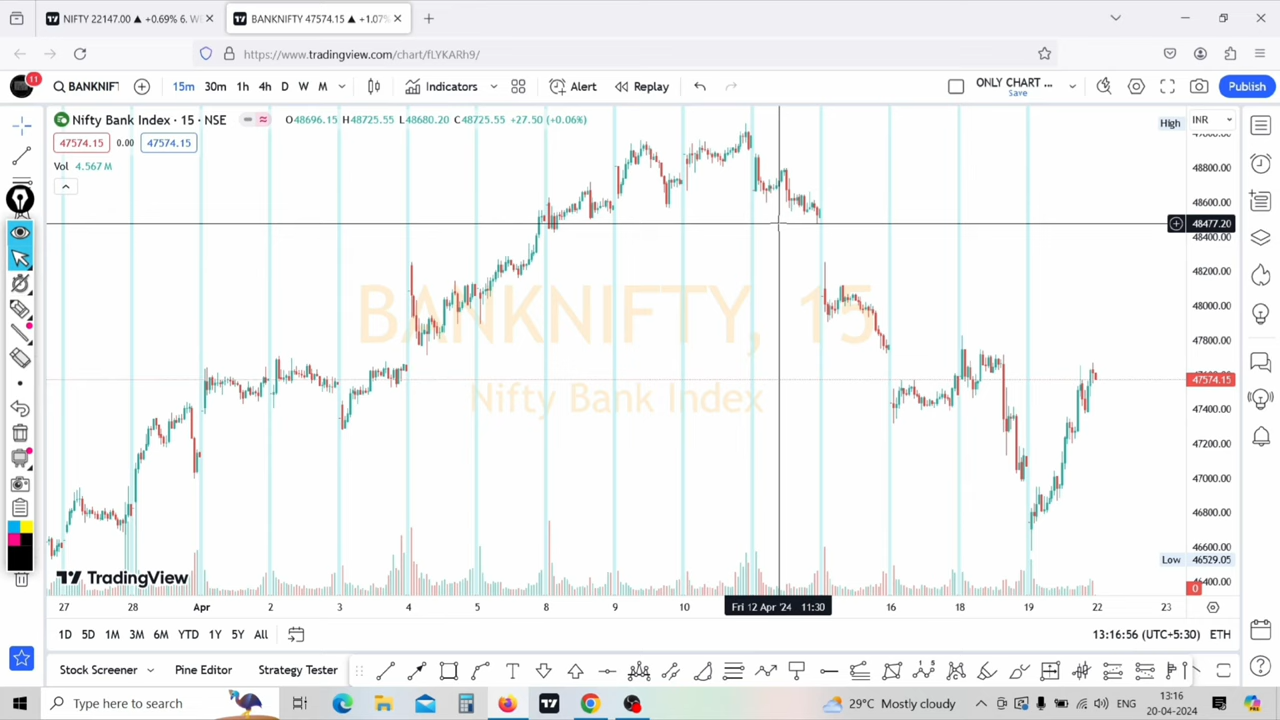 NIFTY 22147.00 ▲ +0.69% 6. W
BANKNIFTY 47574.15 ▲ +1.07%
https://www.tradingview.com/chart/fLYKARh9/
11
BANKNIF
15m 30m 1h 4h D W M
Indicators
Alert
Replay
ONLY CHART ...
Save
Publish
Nifty Bank Index · 15 · NSE
O48696.15 H48725.55 L48680.20 C48725.55 +27.50 (+0.06%)
High
INR
47574.15 0.00 47574.15
Vol 4.567 M
48800.00
48600.00
48477.20
48400.00
48200.00
48000.00
47800.00
47574.15
47400.00
47200.00
47000.00
46800.00
46600.00
Low 46529.05
46400.00
0
BANKNIFTY, 15
Nifty Bank Index
TradingView
27 28 Apr 2 3 4 5 8 9 10 Fri 12 Apr '24 11:30 16 18 19 22 23
1D 5D 1M 3M 6M YTD 1Y 5Y All
13:16:56 (UTC+5:30) ETH
Stock Screener Pine Editor Strategy Tester
Type here to search
29°C Mostly cloudy
ENG
13:16
20-04-2024